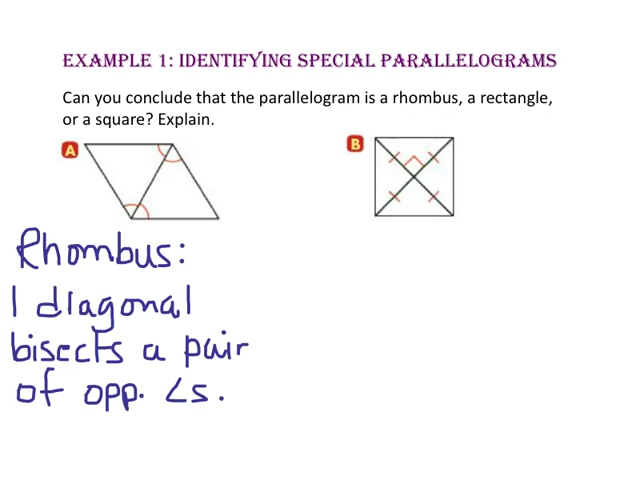 EXAMPLE 1: IDENTIFYING SPECIAL PARALLELOGRAMS
Can you conclude that the parallelogram is a rhombus, a rectangle,
or a square? Explain.
A
B
Rhombus:
1 diagonal
bisects a pair
of opp. ∠s.